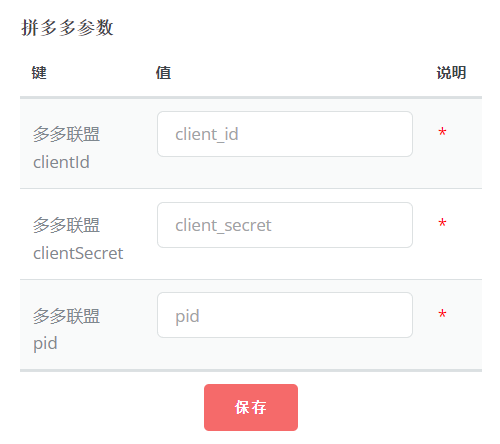 拼多多参数
键 值 说明
多多联盟
clientId
client_id
*
多多联盟
clientSecret
client_secret
*
多多联盟
pid
pid
*
保存